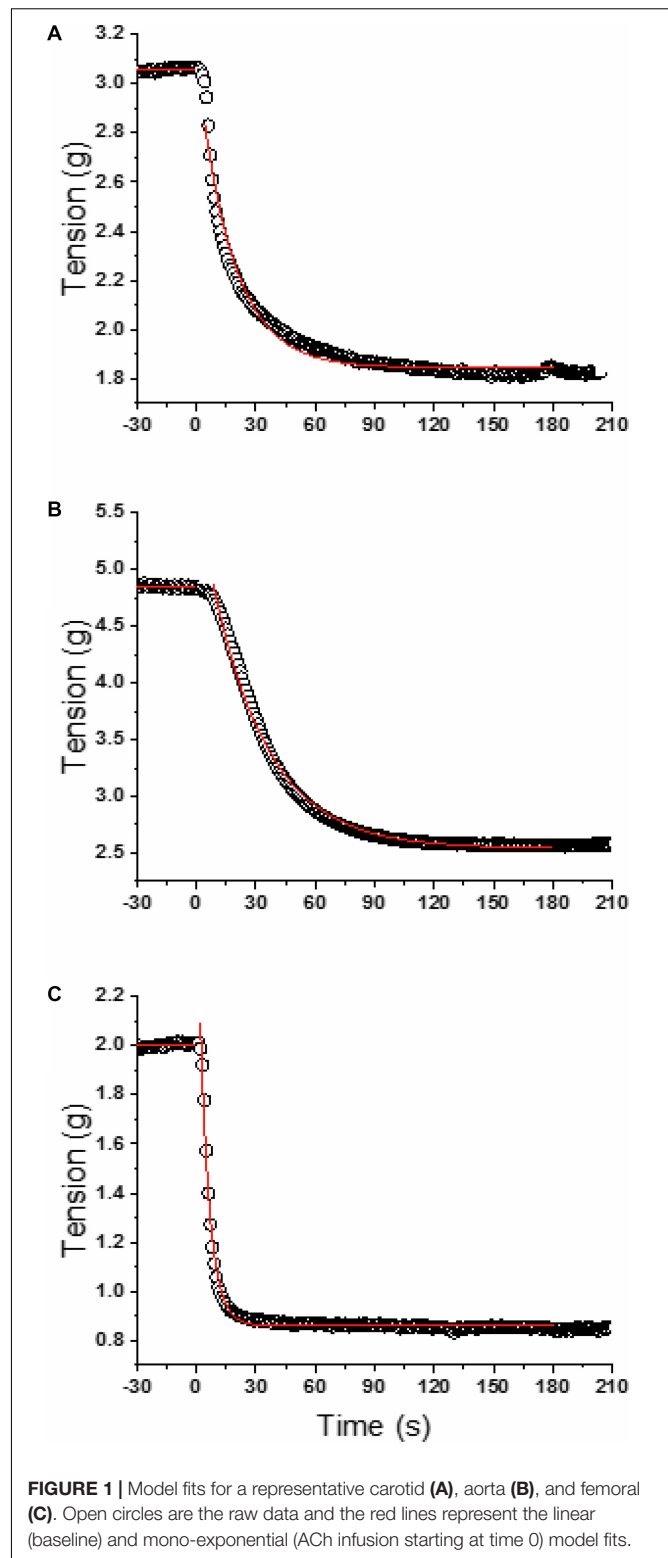 A
3.2
3.0
2.8
2.6
2.4
2.2
2.0
1.8
Tension (g)
-30 0 30 60 90 120 150 180 210
B
5.5
5.0
4.5
4.0
3.5
3.0
2.5
Tension (g)
-30 0 30 60 90 120 150 180 210
C
2.2
2.0
1.8
1.6
1.4
1.2
1.0
0.8
Tension (g)
-30 0 30 60 90 120 150 180 210
Time (s)
FIGURE 1 | Model fits for a representative carotid (A), aorta (B), and femoral
(C). Open circles are the raw data and the red lines represent the linear
(baseline) and mono-exponential (ACh infusion starting at time 0) model fits.